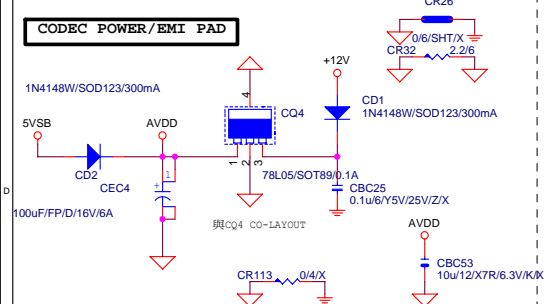 CR26
CODEC POWER/EMI PAD
0/6/SHT/X
CR32
2.2/6
+12V
4
1N4148W/SOD123/300mA
CQ4
CD1
1N4148W/SOD123/300mA
5VSB
AVDD
1
2
3
CD2
78L05/SOT89/0.1A
CEC4
1
+
CBC25
0.1u/6/Y5V/25V/Z/X
D
100uF/FP/D/16V/6A
與CQ4 CO-LAYOUT
AVDD
CBC53
10u/12/X7R/6.3V/K/X
CR113
0/4/X